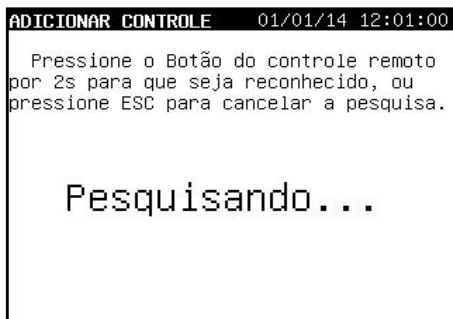 ADICIONAR CONTROLE 01/01/14 12:01:00
Pressione o Botão do controle remoto
por 2s para que seja reconhecido, ou
pressione ESC para cancelar a pesquisa.
Pesquisando...